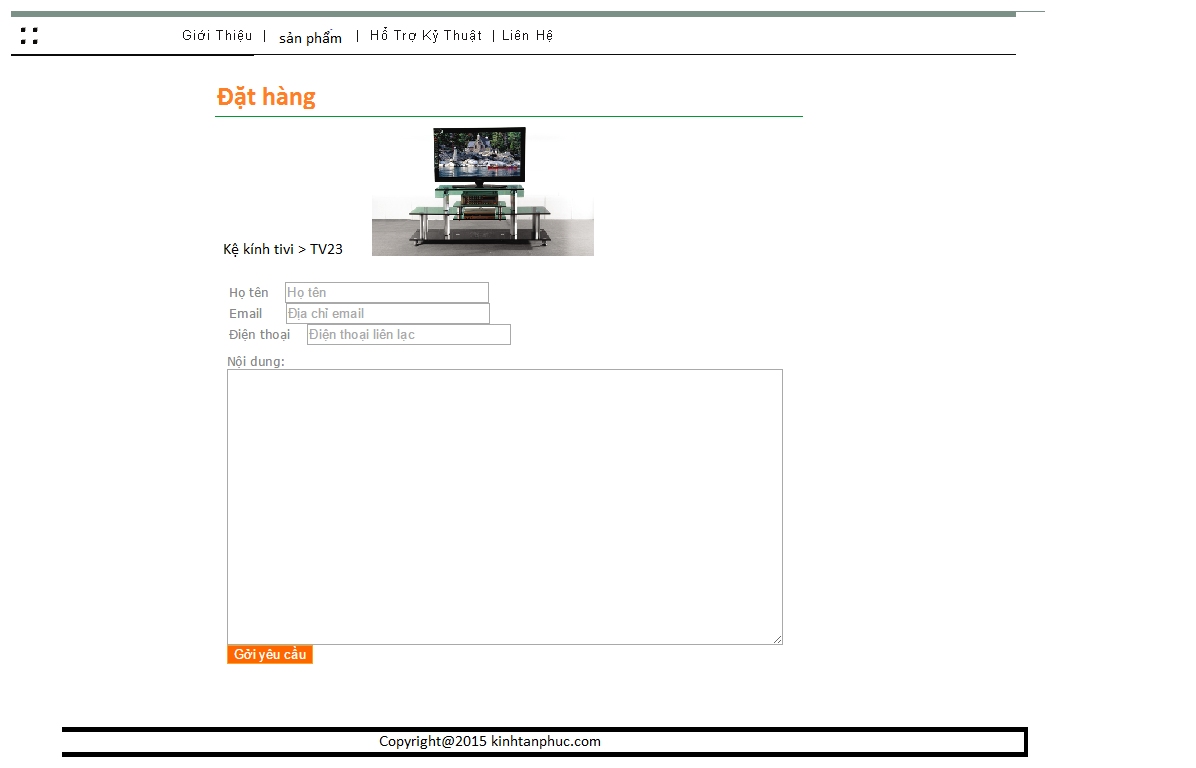 Giới Thiệu | sản phẩm | Hổ Trợ Kỹ Thuật | Liên Hệ
Đặt hàng
Kệ kính tivi > TV23
Họ tên Họ tên
Email Địa chỉ email
Điện thoại Điện thoại liên lạc
Nội dung:
Gởi yêu cầu
Copyright@2015 kinhtanphuc.com